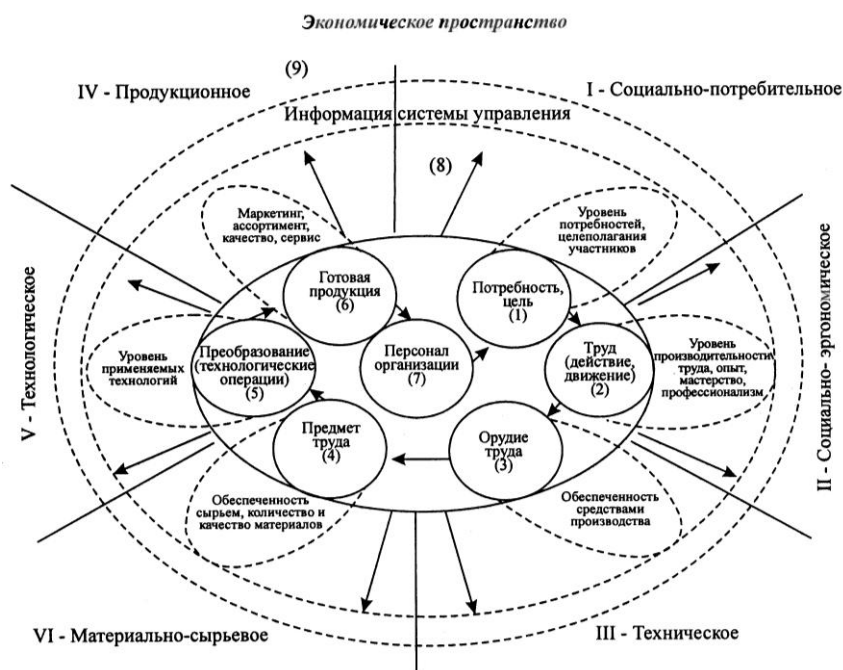 Экономическое пространство
(9)
IV - Продукционное
I - Социально-потребительное
Информация системы управления
(8)
Маркетинг,
ассортимент,
качество, сервис
Уровень
потребностей,
целеполагания
участников
Готовая
продукция
(6)
Потребность,
цель
(1)
V - Технологическое
Уровень
применяемых
технологий
Преобразование
(технологические
операции)
(5)
Персонал
организации
(7)
Труд
(действие,
движение)
(2)
Уровень
производительности
труда, опыт,
мастерство,
профессионализм
II - Социально- эргономическое
Предмет
труда
(4)
Орудие
труда
(3)
Обеспеченность
сырьем, количество и
качество материалов
Обеспеченность
средствами
производства
VI - Материально-сырьевое
III - Техническое